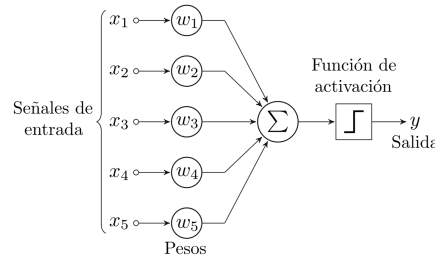 x₁ w₁
x₂ w₂
Función de
activación
Señales de
entrada
x₃ w₃ Σ y
Salida
x₄ w₄
x₅ w₅
Pesos